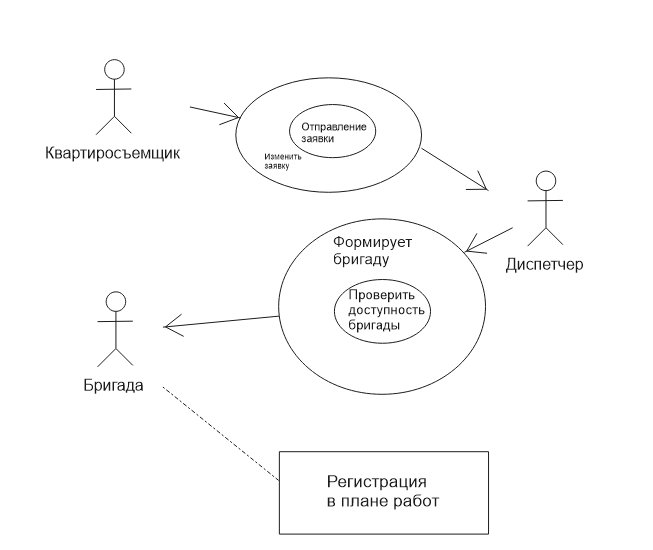 Отправление
заявки
Квартиросъемщик
Изменить
заявку
Формирует
бригаду
Диспетчер
Проверить
доступность
бригады
Бригада
Регистрация
в плане работ